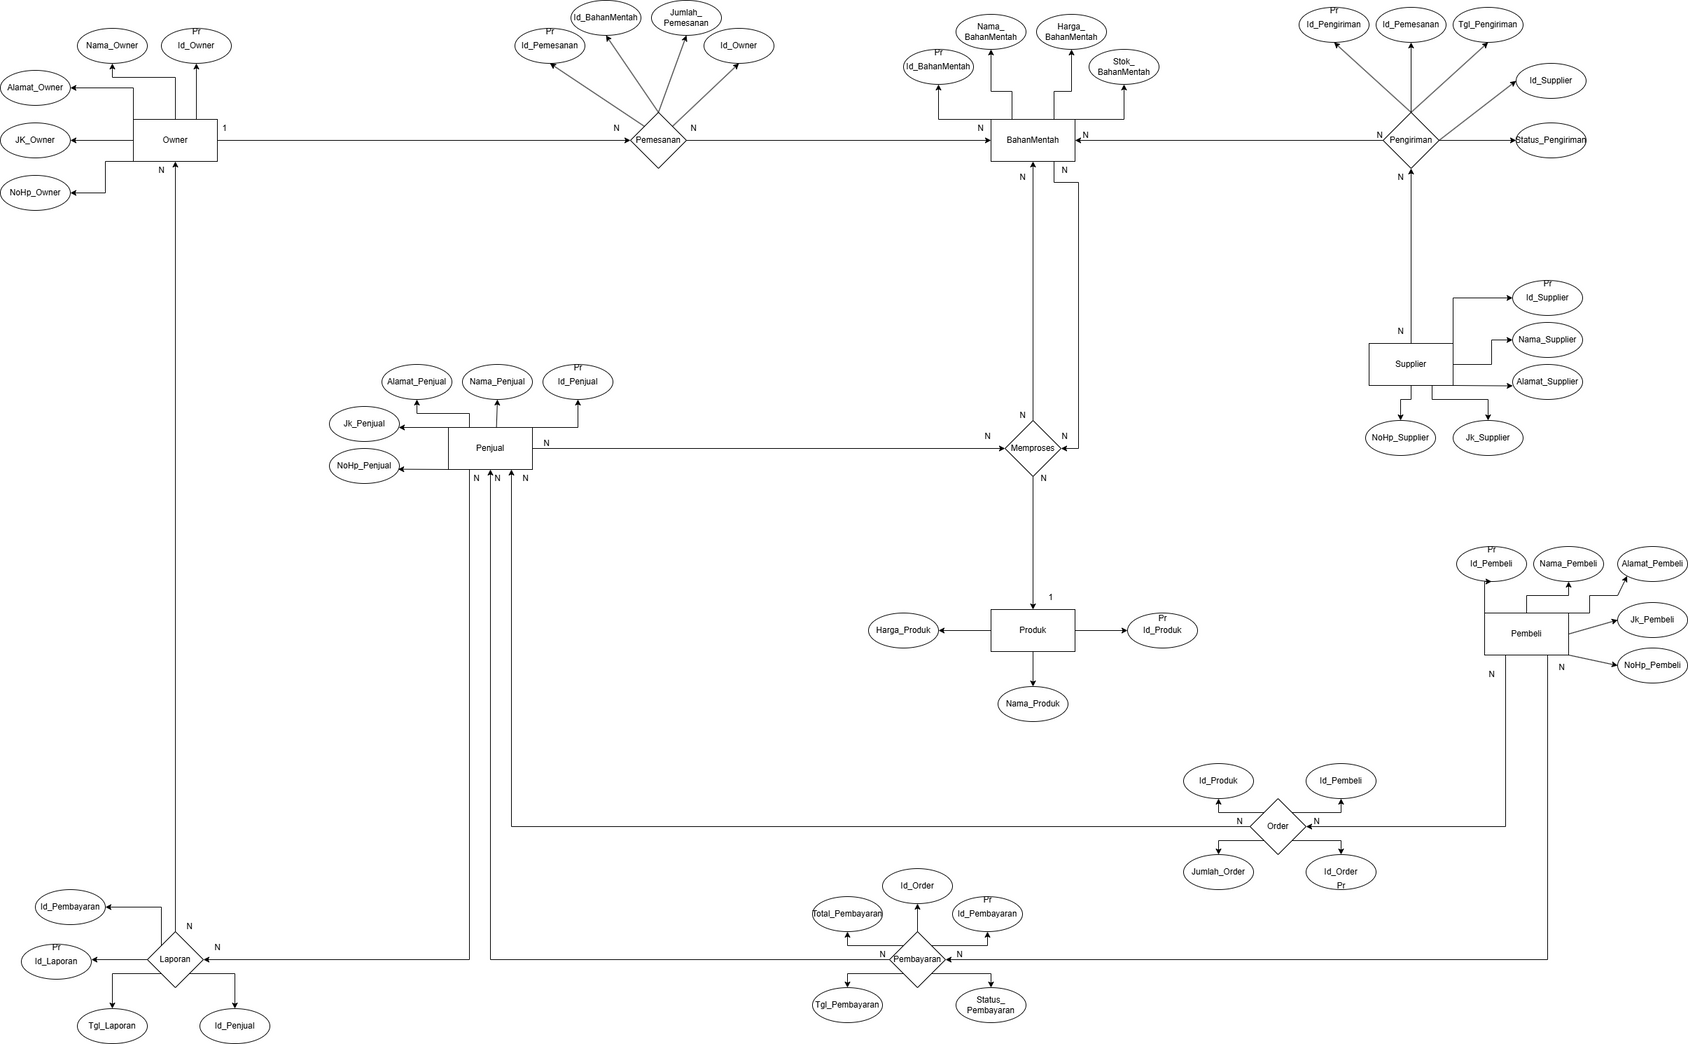 Pr
Id_Pengiriman
Id_Pemesanan
Tgl_Pengiriman
Id_BahanMentah
Jumlah_
Pemesanan
Nama_
BahanMentah
Harga_
BahanMentah
Nama_Owner
Pr
Id_Owner
Pr
Id_Pemesanan
Id_Owner
Pr
Id_BahanMentah
Stok_
BahanMentah
Id_Supplier
Alamat_Owner
1
N
N
N
N
N
JK_Owner
Owner
Pemesanan
BahanMentah
Pengiriman
Status_Pengiriman
N
N
N
N
NoHp_Owner
Pr
Id_Supplier
N
Nama_Supplier
Supplier
Alamat_Penjual
Nama_Penjual
Pr
Id_Penjual
Alamat_Supplier
N
Jk_Penjual
N
N
N
NoHp_Supplier
Jk_Supplier
Penjual
Memproses
NoHp_Penjual
N
N
N
N
Pr
Id_Pembeli
Nama_Pembeli
Alamat_Pembeli
1
Jk_Pembeli
Harga_Produk
Produk
Pr
Id_Produk
Pembeli
NoHp_Pembeli
N
N
Nama_Produk
Id_Produk
Id_Pembeli
N
N
Order
Jumlah_Order
Id_Order
Pr
Id_Order
Id_Pembayaran
Total_Pembayaran
Pr
Id_Pembayaran
N
N
N
N
Pr
Id_Laporan
Laporan
Pembayaran
Tgl_Pembayaran
Status_
Pembayaran
Tgl_Laporan
Id_Penjual